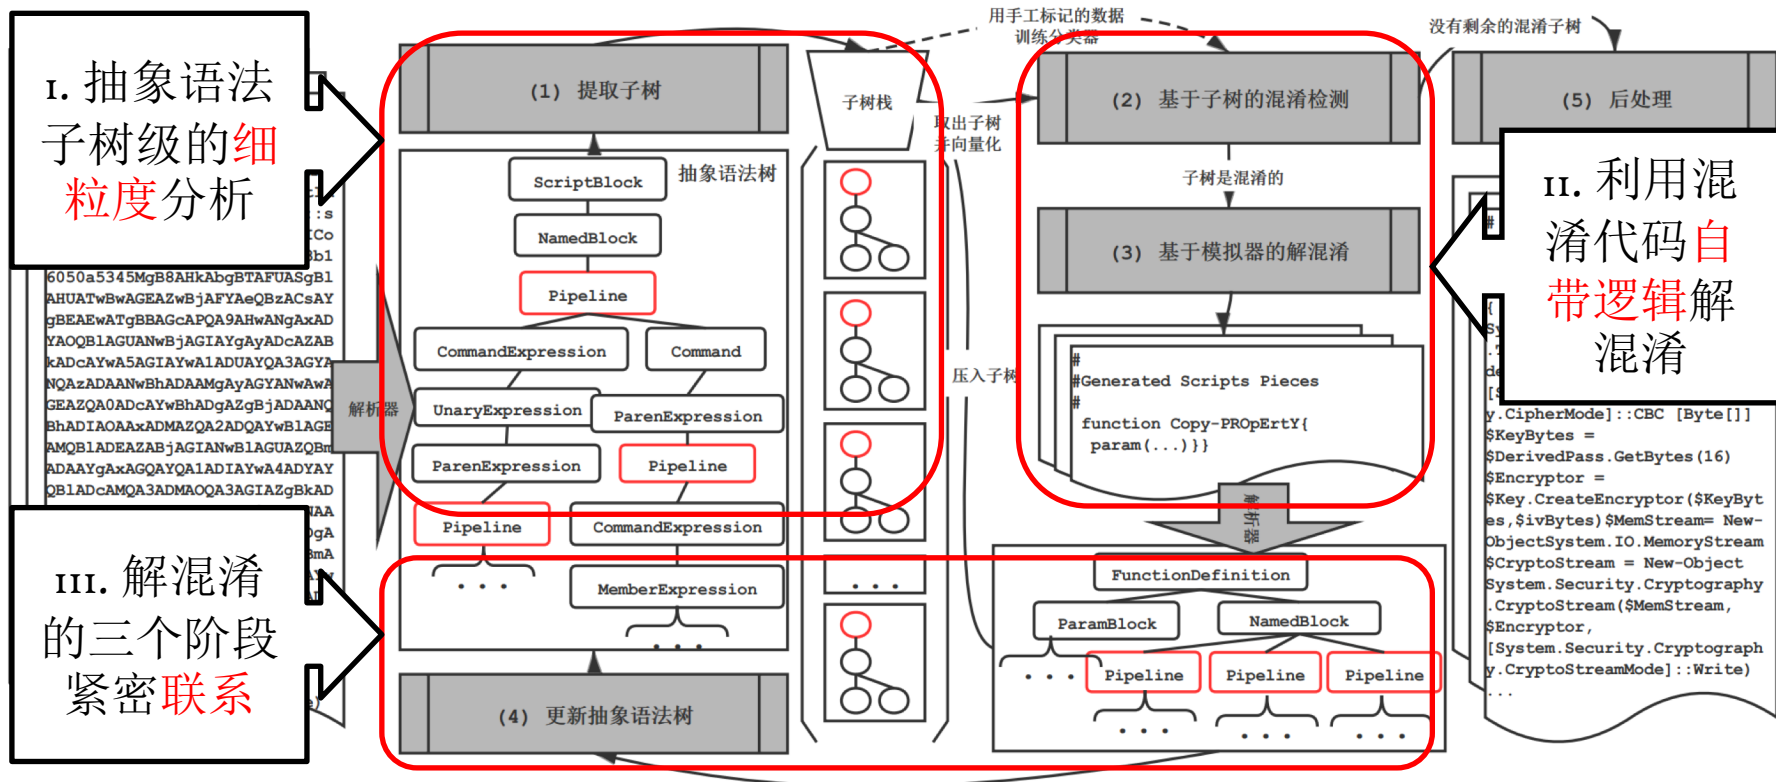 I. 抽象语法
子树级的细
粒度分析
用手工标记的数据
训练分类器
没有剩余的混淆子树
(1) 提取子树
子树栈
(2) 基于子树的混淆检测
(5) 后处理
取出子树
并向量化
抽象语法树
子树是混淆的
II. 利用混
淆代码自
带逻辑解
混淆
(3) 基于模拟器的解混淆
ScriptBlock
NamedBlock
Pipeline
CommandExpression
Command
UnaryExpression
ParenExpression
ParenExpression
Pipeline
Pipeline
CommandExpression
...
MemberExpression
...
...
解析器
压入子树
#
#Generated Scripts Pieces
#
function Copy-PROpErtY{
param(...)}}
解析器
FunctionDefinition
ParamBlock
NamedBlock
...
Pipeline
Pipeline
Pipeline
...
...
...
III. 解混淆
的三个阶段
紧密联系
(4) 更新抽象语法树
::s
ICo
Bb1
6050a5345MgB8AHkAbgBTAFUASgBl
AHUATwBwAGEAZwBjAFYAeQBzACsAY
gBEAEwATgBBAGcAPQA9AHwANgAxAD
YAOQBlAGUANwBjAGIAYgAyADcAZAB
kADcAYwA5AGIAYwA1ADUAYQA3AGYA
NQAzADAANwBhADAAMgAyAGYANwAwA
GEAZQA0ADcAYwBhADgAZgBjADAANQ
BhADIAOAAxADMAZQA2ADQAYwBlAGE
AMQBlADEAZABjAGIANwBlAGUAZQBm
ADAAYgAxAGQAYQA1ADIAYwA4ADYAY
QB1ADcAMQA3ADMAOQA3AGIAZgBkAD
#
{
y.CipherMode]::CBC [Byte[]]
$KeyBytes =
$DerivedPass.GetBytes(16)
$Encryptor =
$Key.CreateEncryptor($KeyByt
es,$ivBytes)$MemStream= New-
ObjectSystem.IO.MemoryStream
$CryptoStream = New-Object
System.Security.Cryptography
.CryptoStream($MemStream,
$Encryptor,
[System.Security.Cryptograph
y.CryptoStreamMode]::Write)
...